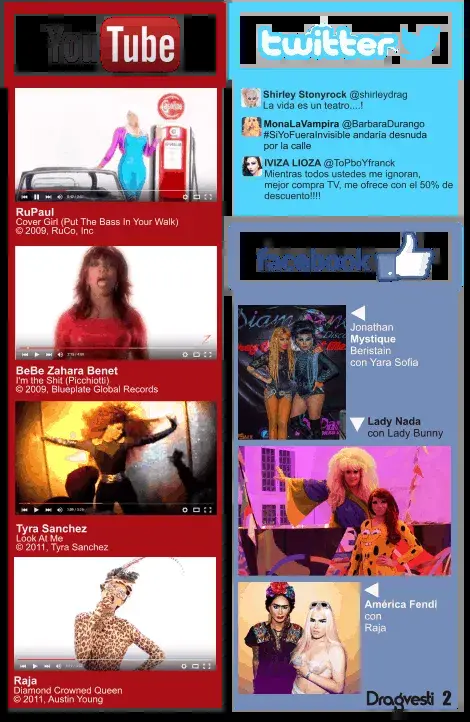 YouTube
RuPaul
Cover Girl (Put The Bass In Your Walk)
© 2009, RuCo, Inc
BeBe Zahara Benet
I'm the Shit (Picchiotti)
© 2009, Blueplate Global Records
Tyra Sanchez
Look At Me
© 2011, Tyra Sanchez
Raja
Diamond Crowned Queen
© 2011, Austin Young
twitter
Shirley Stonyrock @shirleydrag
La vida es un teatro....!
MonaLaVampira @BarbaraDurango
#SiYoFueraInvisible andaría desnuda
por la calle
IVIZA LIOZA @ToPboYfranck
Mientras todos ustedes me ignoran,
mejor compra TV, me ofrece con el 50% de
descuento!!!!
facebook
Jonathan
Mystique
Beristain
con Yara Sofia
Lady Nada
con Lady Bunny
América Fendi
con
Raja
Dragvesti 2